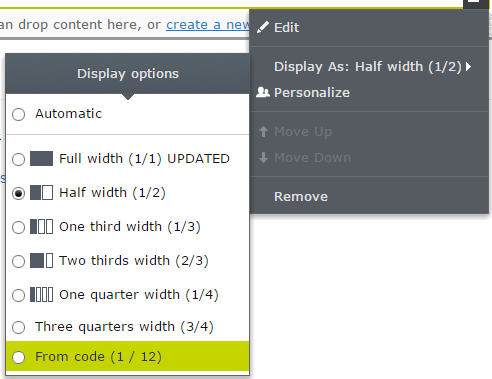 an drop content here, or create a new
Edit
Display As: Half width (1/2)
Personalize
Move Up
Move Down
Remove
Display options
Automatic
Full width (1/1) UPDATED
Half width (1/2)
One third width (1/3)
Two thirds width (2/3)
One quarter width (1/4)
Three quarters width (3/4)
From code (1 / 12)